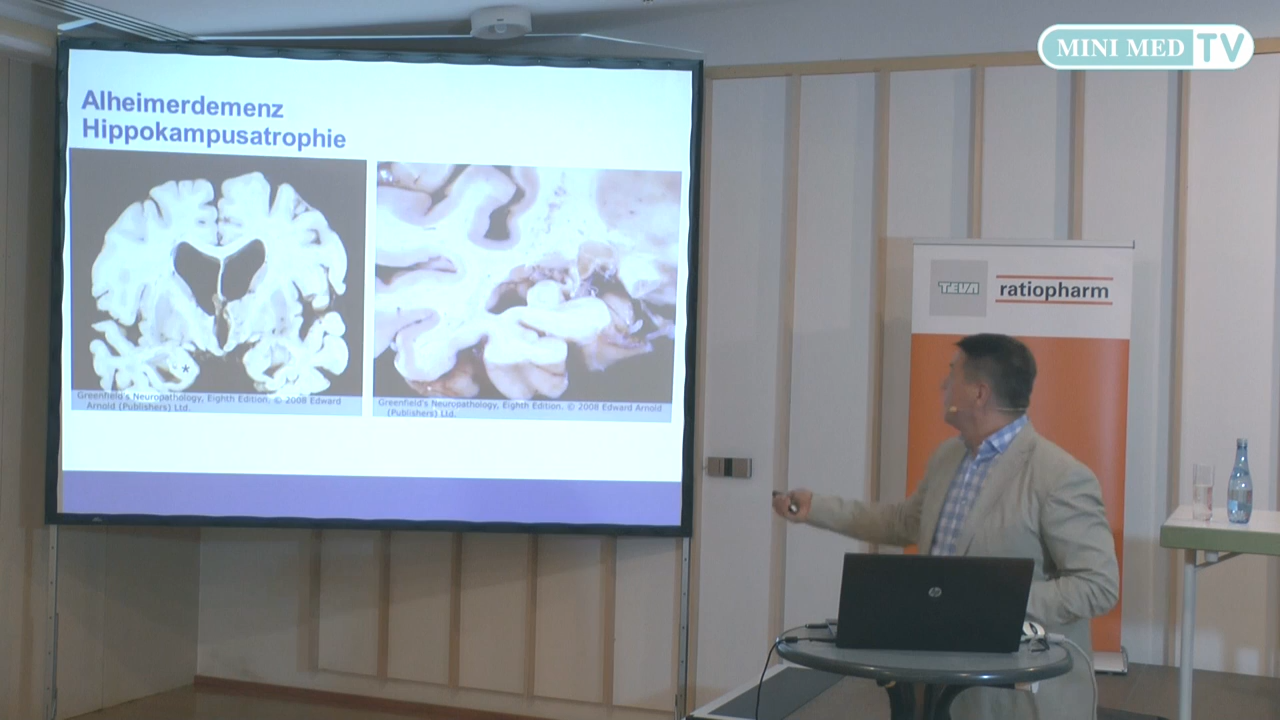 MINI MED TV
Alheimerdemenz
Hippokampusatrophie
Greenfield's Neuropathology, Eighth Edition. © 2008 Edward
Arnold (Publishers) Ltd.
Greenfield's Neuropathology, Eighth Edition. © 2008 Edward Arnold
(Publishers) Ltd.
TEVA
ratiopharm
hp